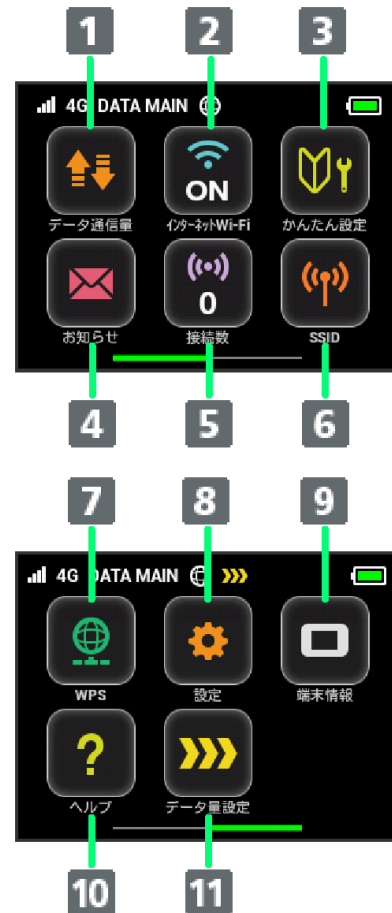 1 2 3
4G DATA MAIN
ON
データ通信量 インターネットWi-Fi かんたん設定
0
お知らせ 接続数 SSID
4 5 6
7 8 9
4G DATA MAIN
WPS 設定 端末情報
?
ヘルプ データ量設定
10 11